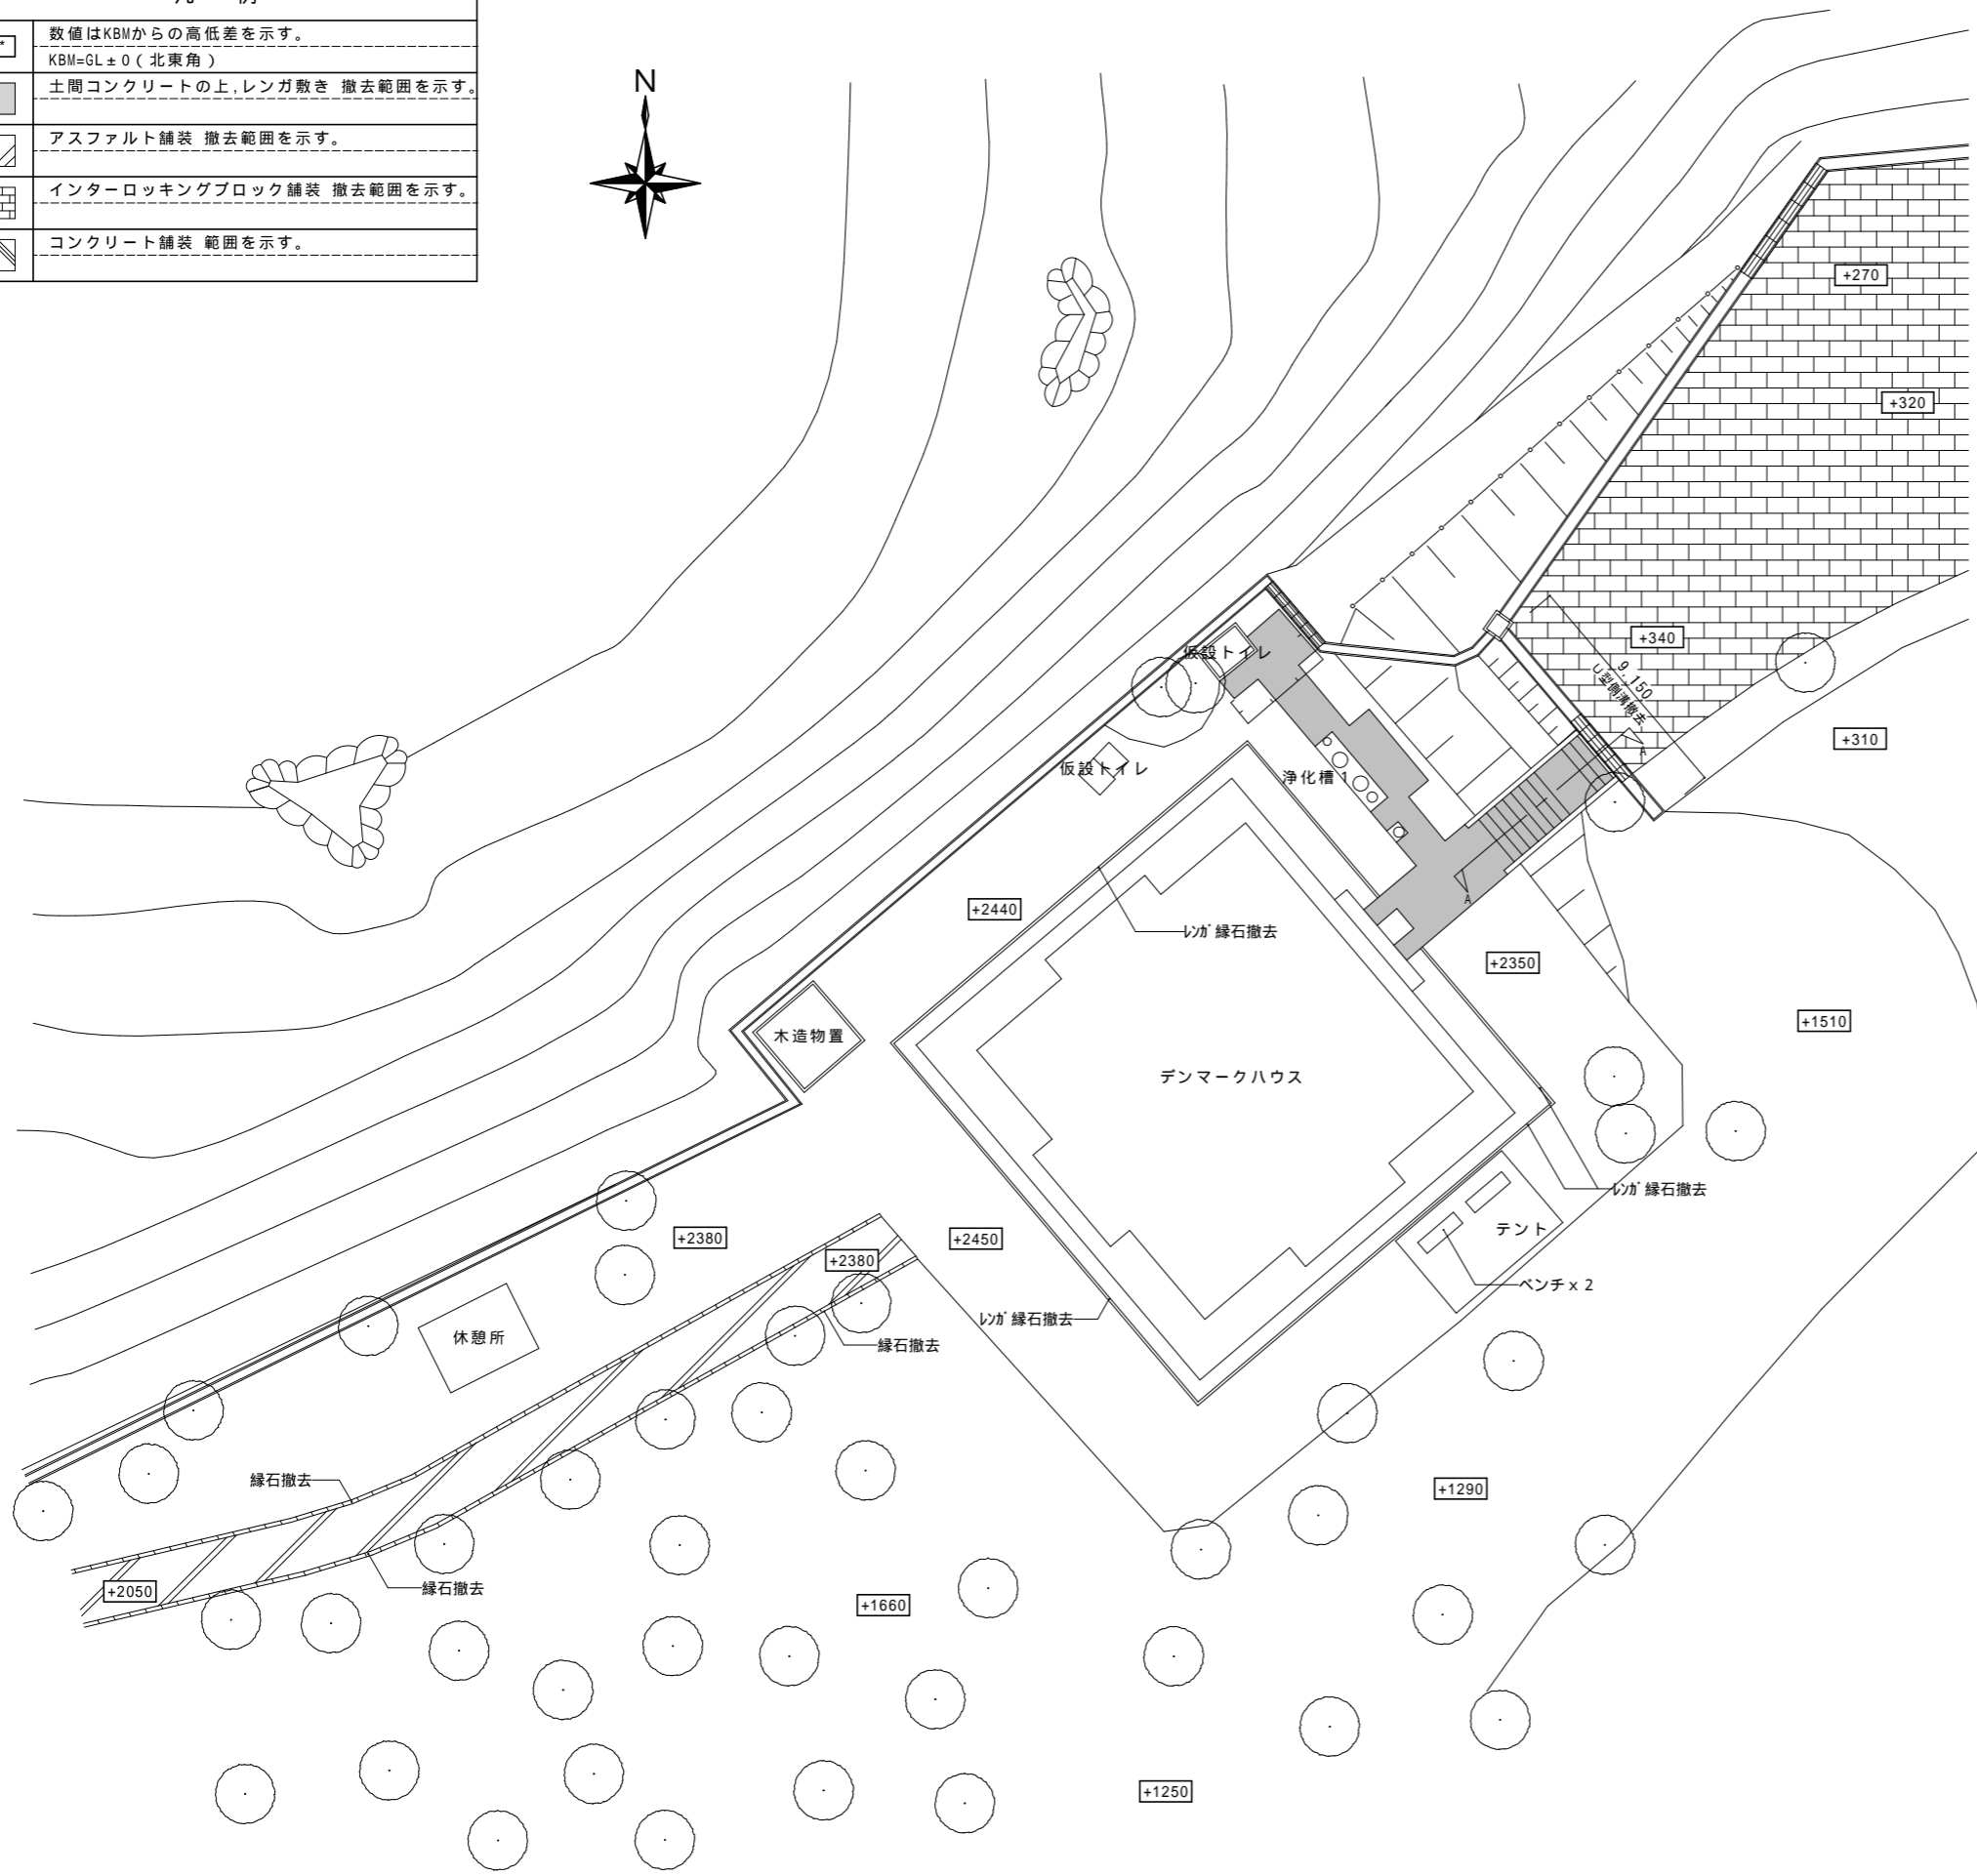 凡 例
数値はKBMからの高低差を示す。
KBM=GL±0(北東角)
土間コンクリートの上,レンガ敷き 撤去範囲を示す。
アスファルト舗装 撤去範囲を示す。
インターロッキングブロック舗装 撤去範囲を示す。
コンクリート舗装 範囲を示す。
N
+270
+320
+340
9,150
U型側溝撤去
+310
仮設トイレ
仮設トイレ
浄化槽
A
A
+2440
レンガ縁石撤去
+2350
+1510
木造物置
デンマークハウス
レンガ縁石撤去
テント
ベンチx2
+2380
+2380
+2450
レンガ縁石撤去
縁石撤去
休憩所
縁石撤去
縁石撤去
+2050
+1290
+1660
+1250